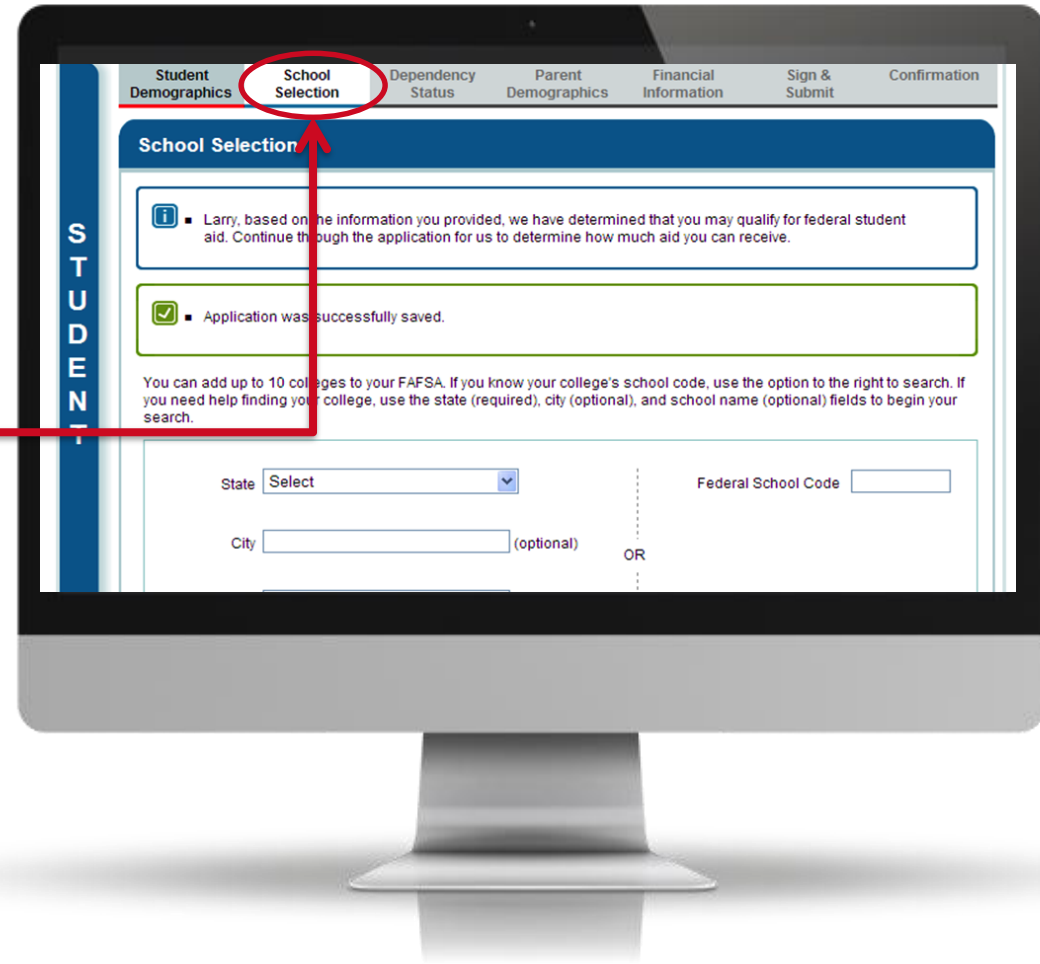 Student Demographics
School Selection
Dependency Status
Parent Demographics
Financial Information
Sign & Submit
Confirmation
School Selection
STUDENT
Larry, based on the information you provided, we have determined that you may qualify for federal student
aid. Continue through the application for us to determine how much aid you can receive.
Application was successfully saved.
You can add up to 10 colleges to your FAFSA. If you know your college's school code, use the option to the right to search. If
you need help finding your college, use the state (required), city (optional), and school name (optional) fields to begin your
search.
State Select
Federal School Code
City (optional)
OR